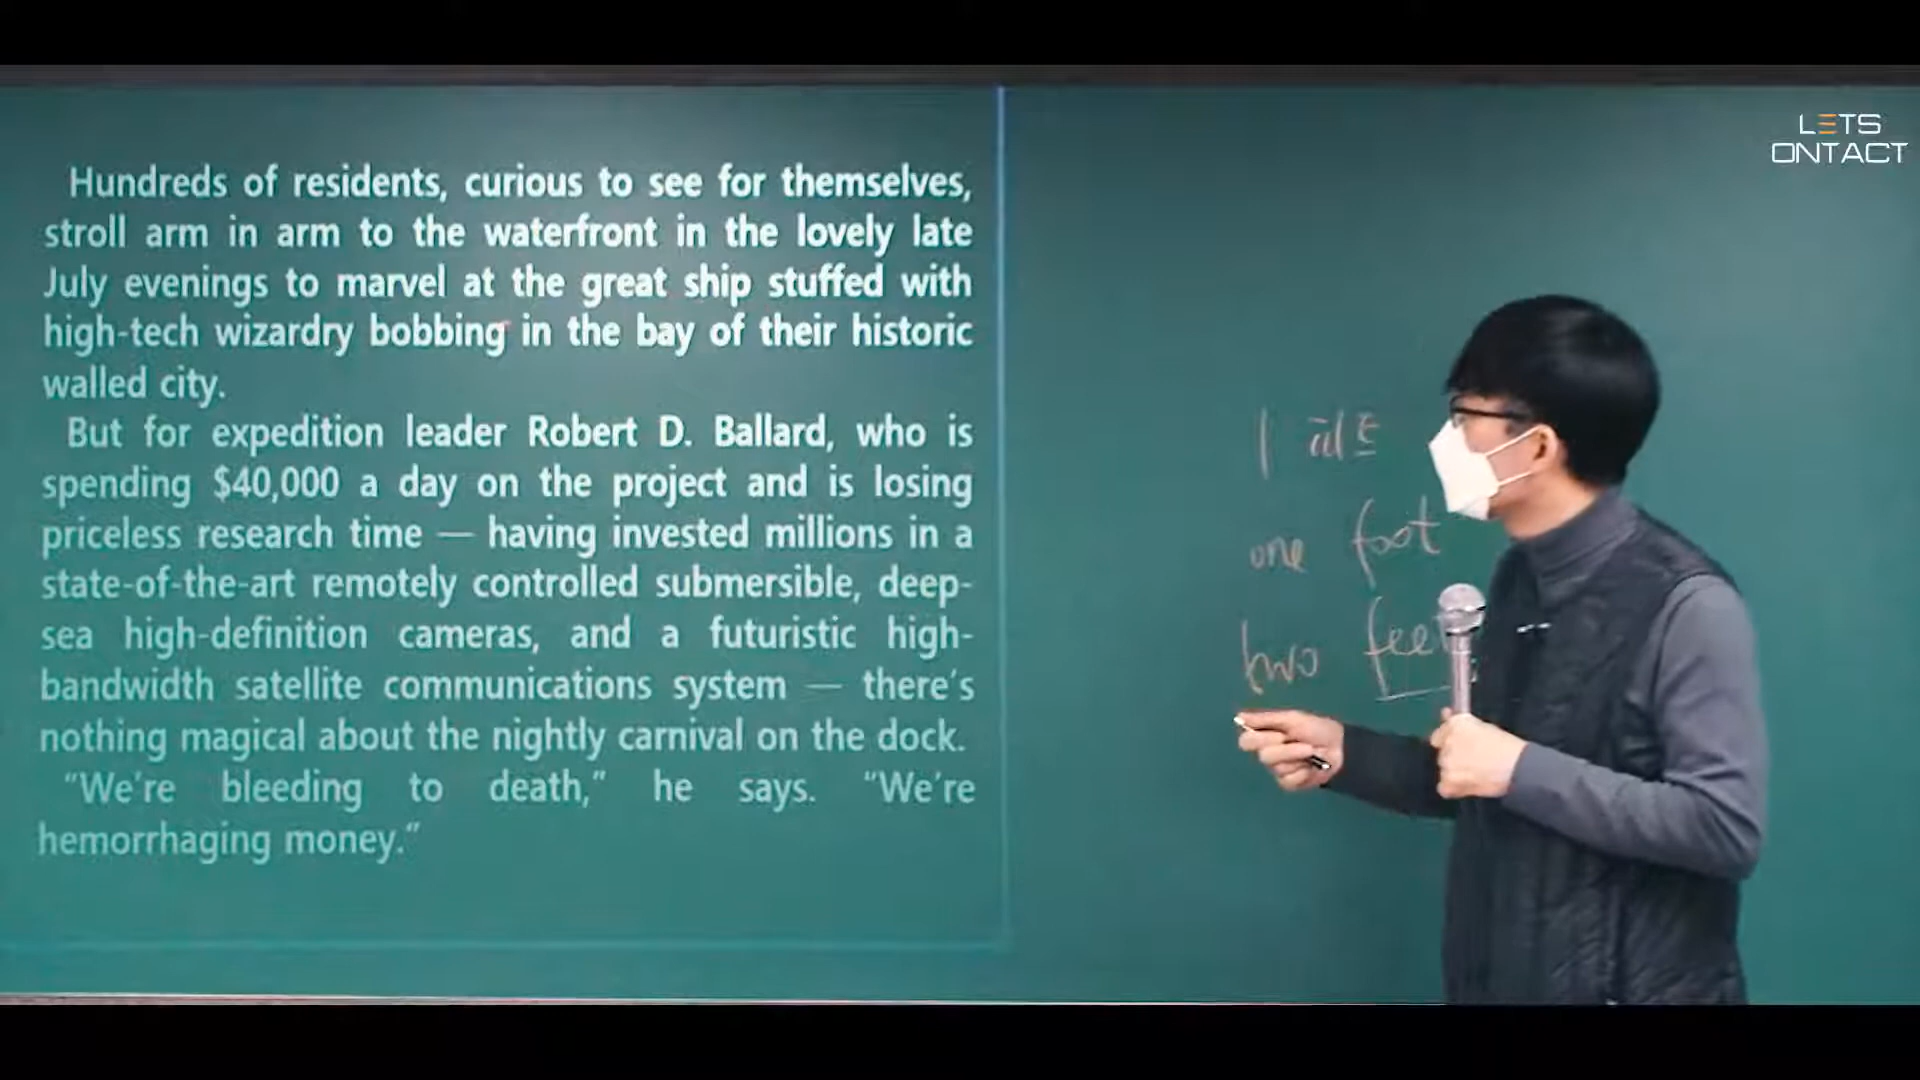 LETS
ONTACT
Hundreds of residents, curious to see for themselves,
stroll arm in arm to the waterfront in the lovely late
July evenings to marvel at the great ship stuffed with
high-tech wizardry bobbing in the bay of their historic
walled city.
But for expedition leader Robert D. Ballard, who is
spending $40,000 a day on the project and is losing
priceless research time — having invested millions in a
state-of-the-art remotely controlled submersible, deep-
sea high-definition cameras, and a futuristic high-
bandwidth satellite communications system — there's
nothing magical about the nightly carnival on the dock.
“We're bleeding to death,” he says. “We're
hemorrhaging money.”
one foot
two feet